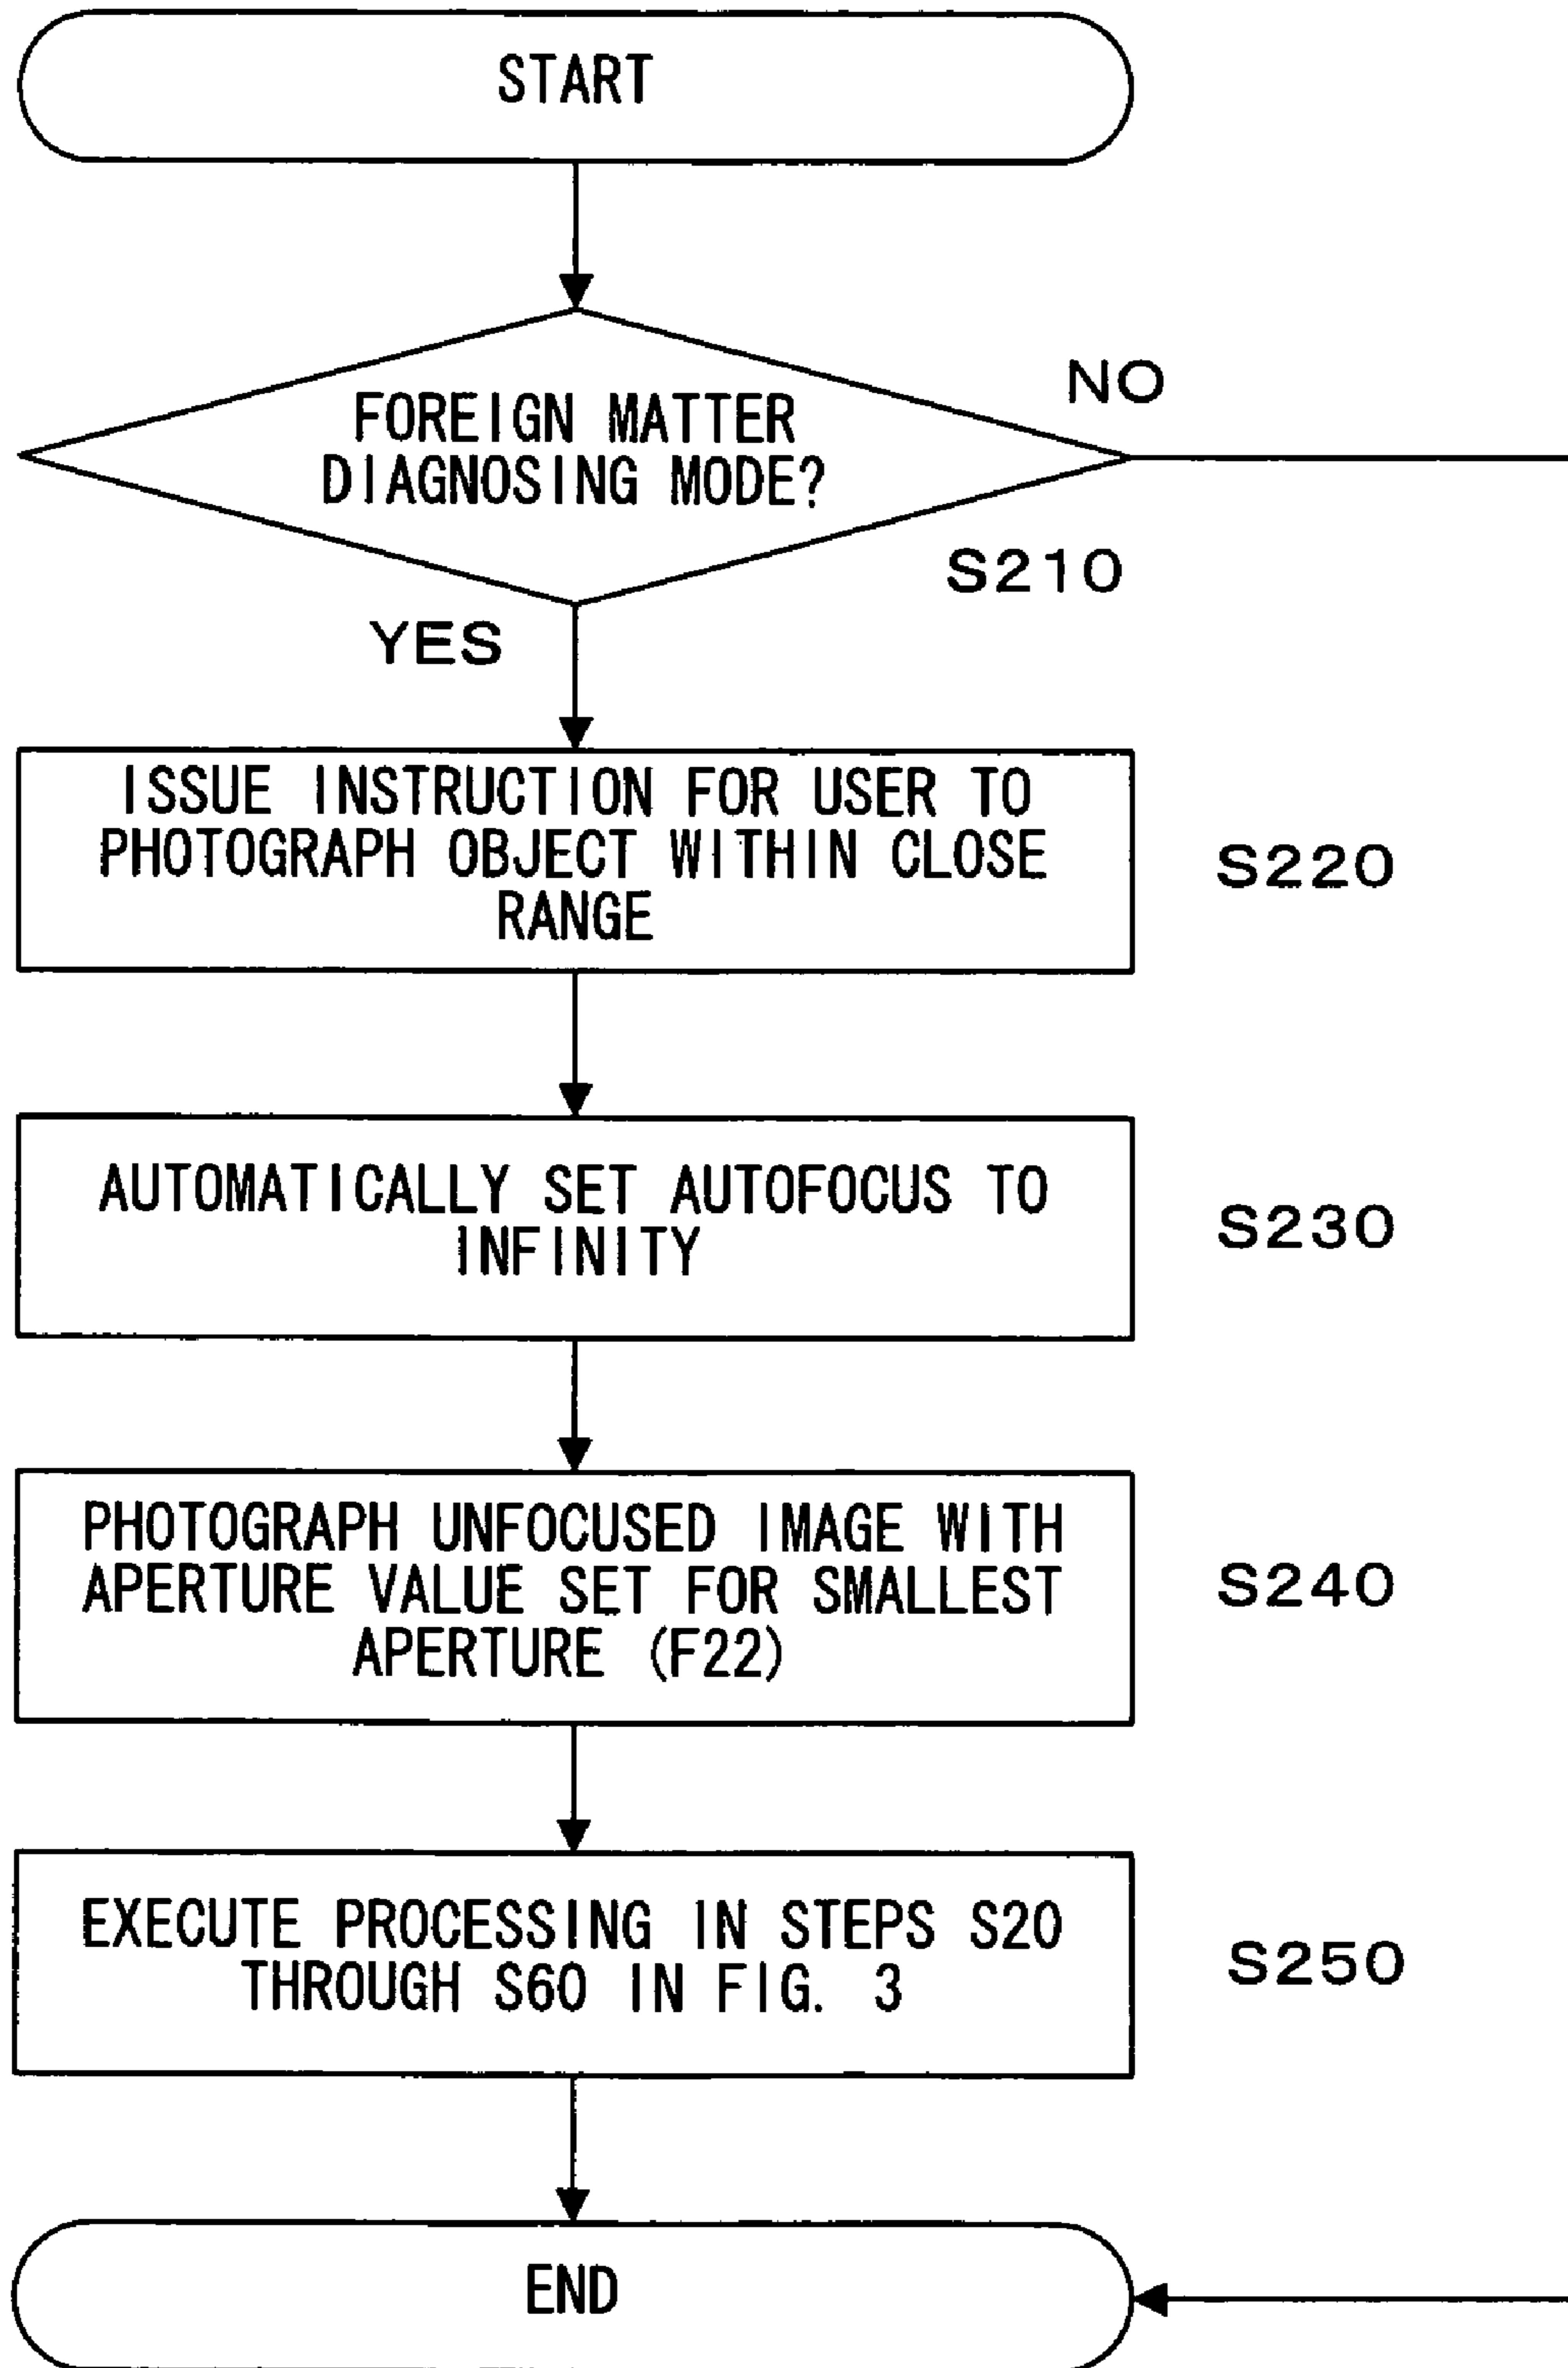 START
FOREIGN MATTER
DIAGNOSING MODE?
NO
S210
YES
ISSUE INSTRUCTION FOR USER TO
PHOTOGRAPH OBJECT WITHIN CLOSE
RANGE
S220
AUTOMATICALLY SET AUTOFOCUS TO
INFINITY
S230
PHOTOGRAPH UNFOCUSED IMAGE WITH
APERTURE VALUE SET FOR SMALLEST
APERTURE (F22)
S240
EXECUTE PROCESSING IN STEPS S20
THROUGH S60 IN FIG. 3
S250
END